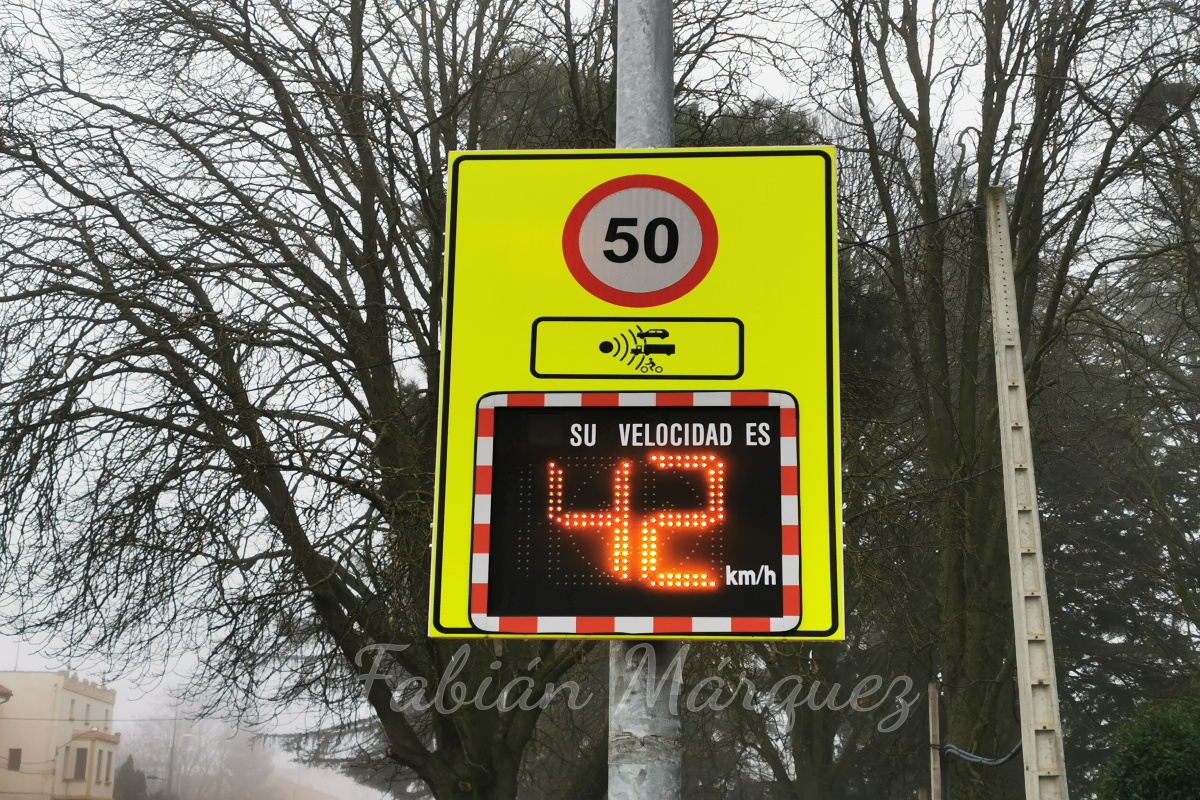 50
SU VELOCIDAD ES
42
km/h
Fabián Márquez